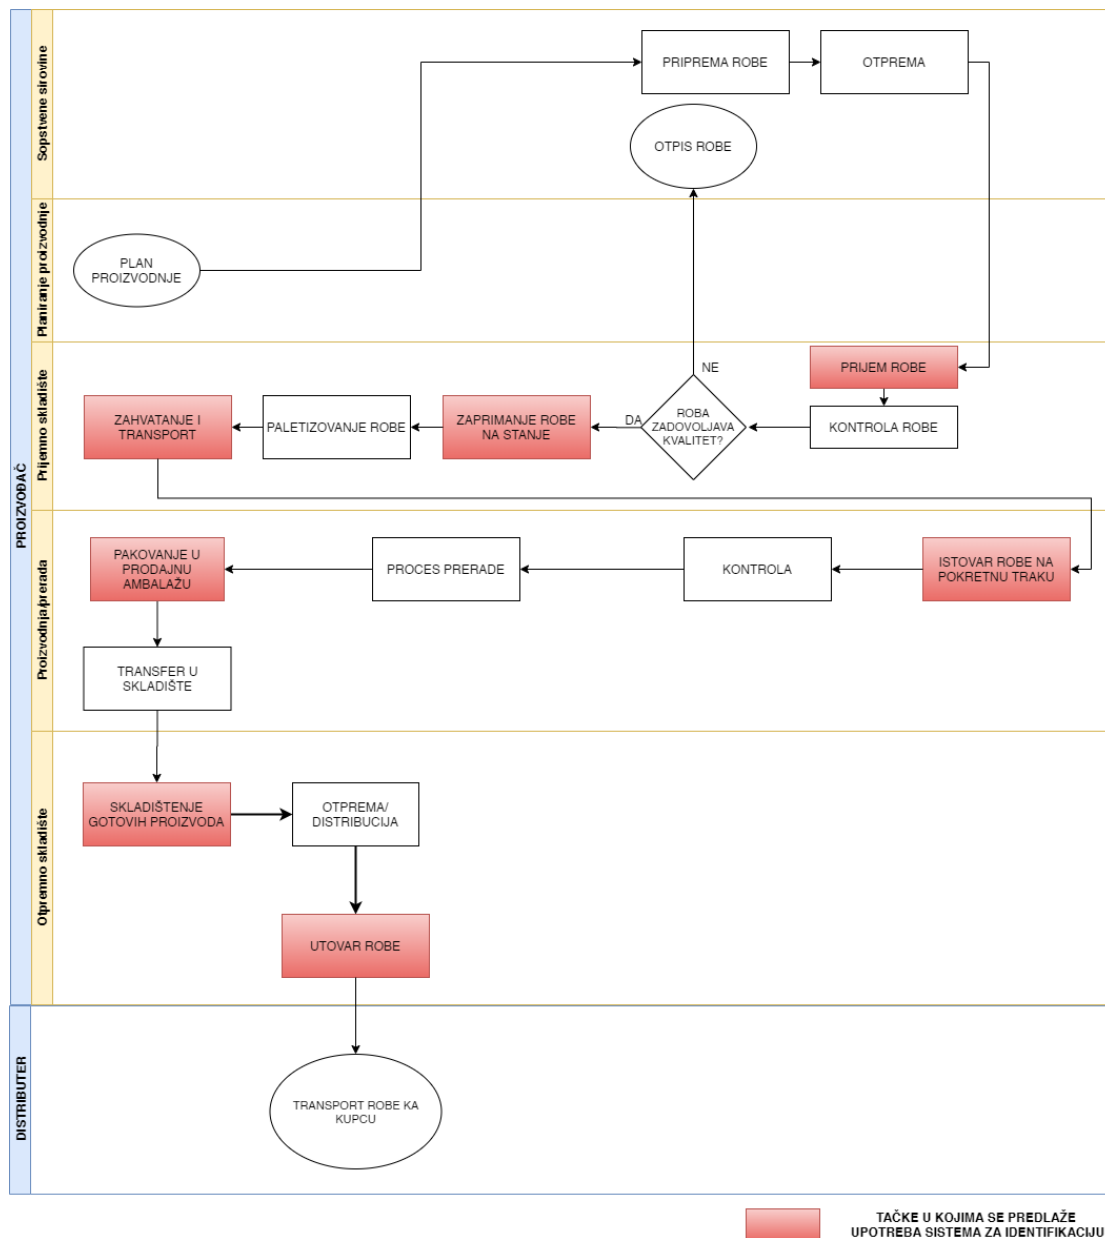 PROIZVOĐAČ
Sopstvene sirovine
PRIPREMA ROBE
OTPREMA
OTPIS ROBE
Planiranje proizvodnje
PLAN
PROIZVODNJE
Prijemno skladište
PRIJEM ROBE
KONTROLA ROBE
NE
ROBA
ZADOVOLJAVA
KVALITET?
DA
ZAPRIMANJE ROBE
NA STANJE
PALETIZOVANJE ROBE
ZAHVATANJE I
TRANSPORT
Proizvodnja/prerada
ISTOVAR ROBE NA
POKRETNU TRAKU
KONTROLA
PROCES PRERADE
PAKOVANJE U
PRODAJNU
AMBALAŽU
TRANSFER U
SKLADIŠTE
Otpremno skladište
SKLADIŠTENJE
GOTOVIH PROIZVODA
OTPREMA/
DISTRIBUCIJA
UTOVAR ROBE
DISTRIBUTER
TRANSPORT ROBE KA
KUPCU
TAČKE U KOJIMA SE PREDLAŽE
UPOTREBA SISTEMA ZA IDENTIFIKACIJU